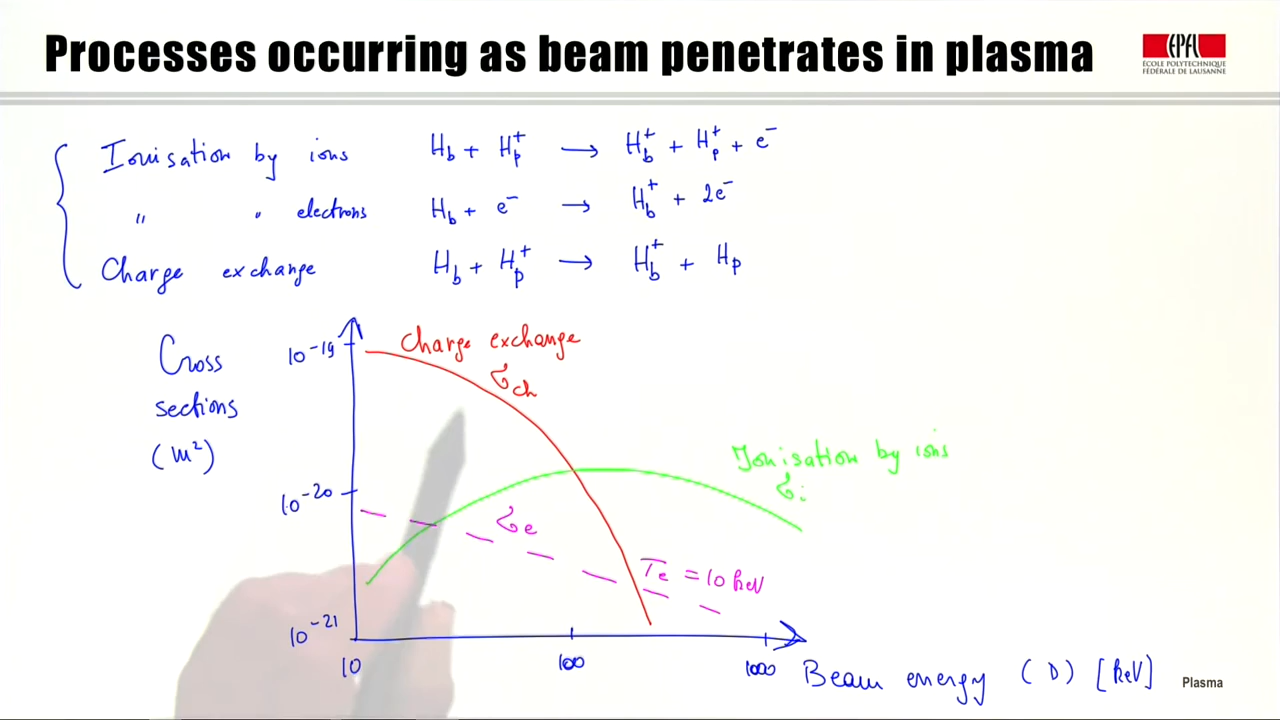 Processes occurring as beam penetrates in plasma
EPFL
ÉCOLE POLYTECHNIQUE
FÉDÉRALE DE LAUSANNE
Ionisation by ions H_b + H_p^+ → H_b^+ + H_p^+ + e^-
" " electrons H_b + e^- → H_b^+ + 2e^-
Charge exchange H_b + H_p^+ → H_b^+ + H_p
Cross
sections
(m²)
10^-19
10^-20
10^-21
Charge exchange
σ_ch
Ionisation by ions
σ_i
σ_e
T_e = 10 keV
10
100
1000
Beam energy (D) [keV]
Plasma